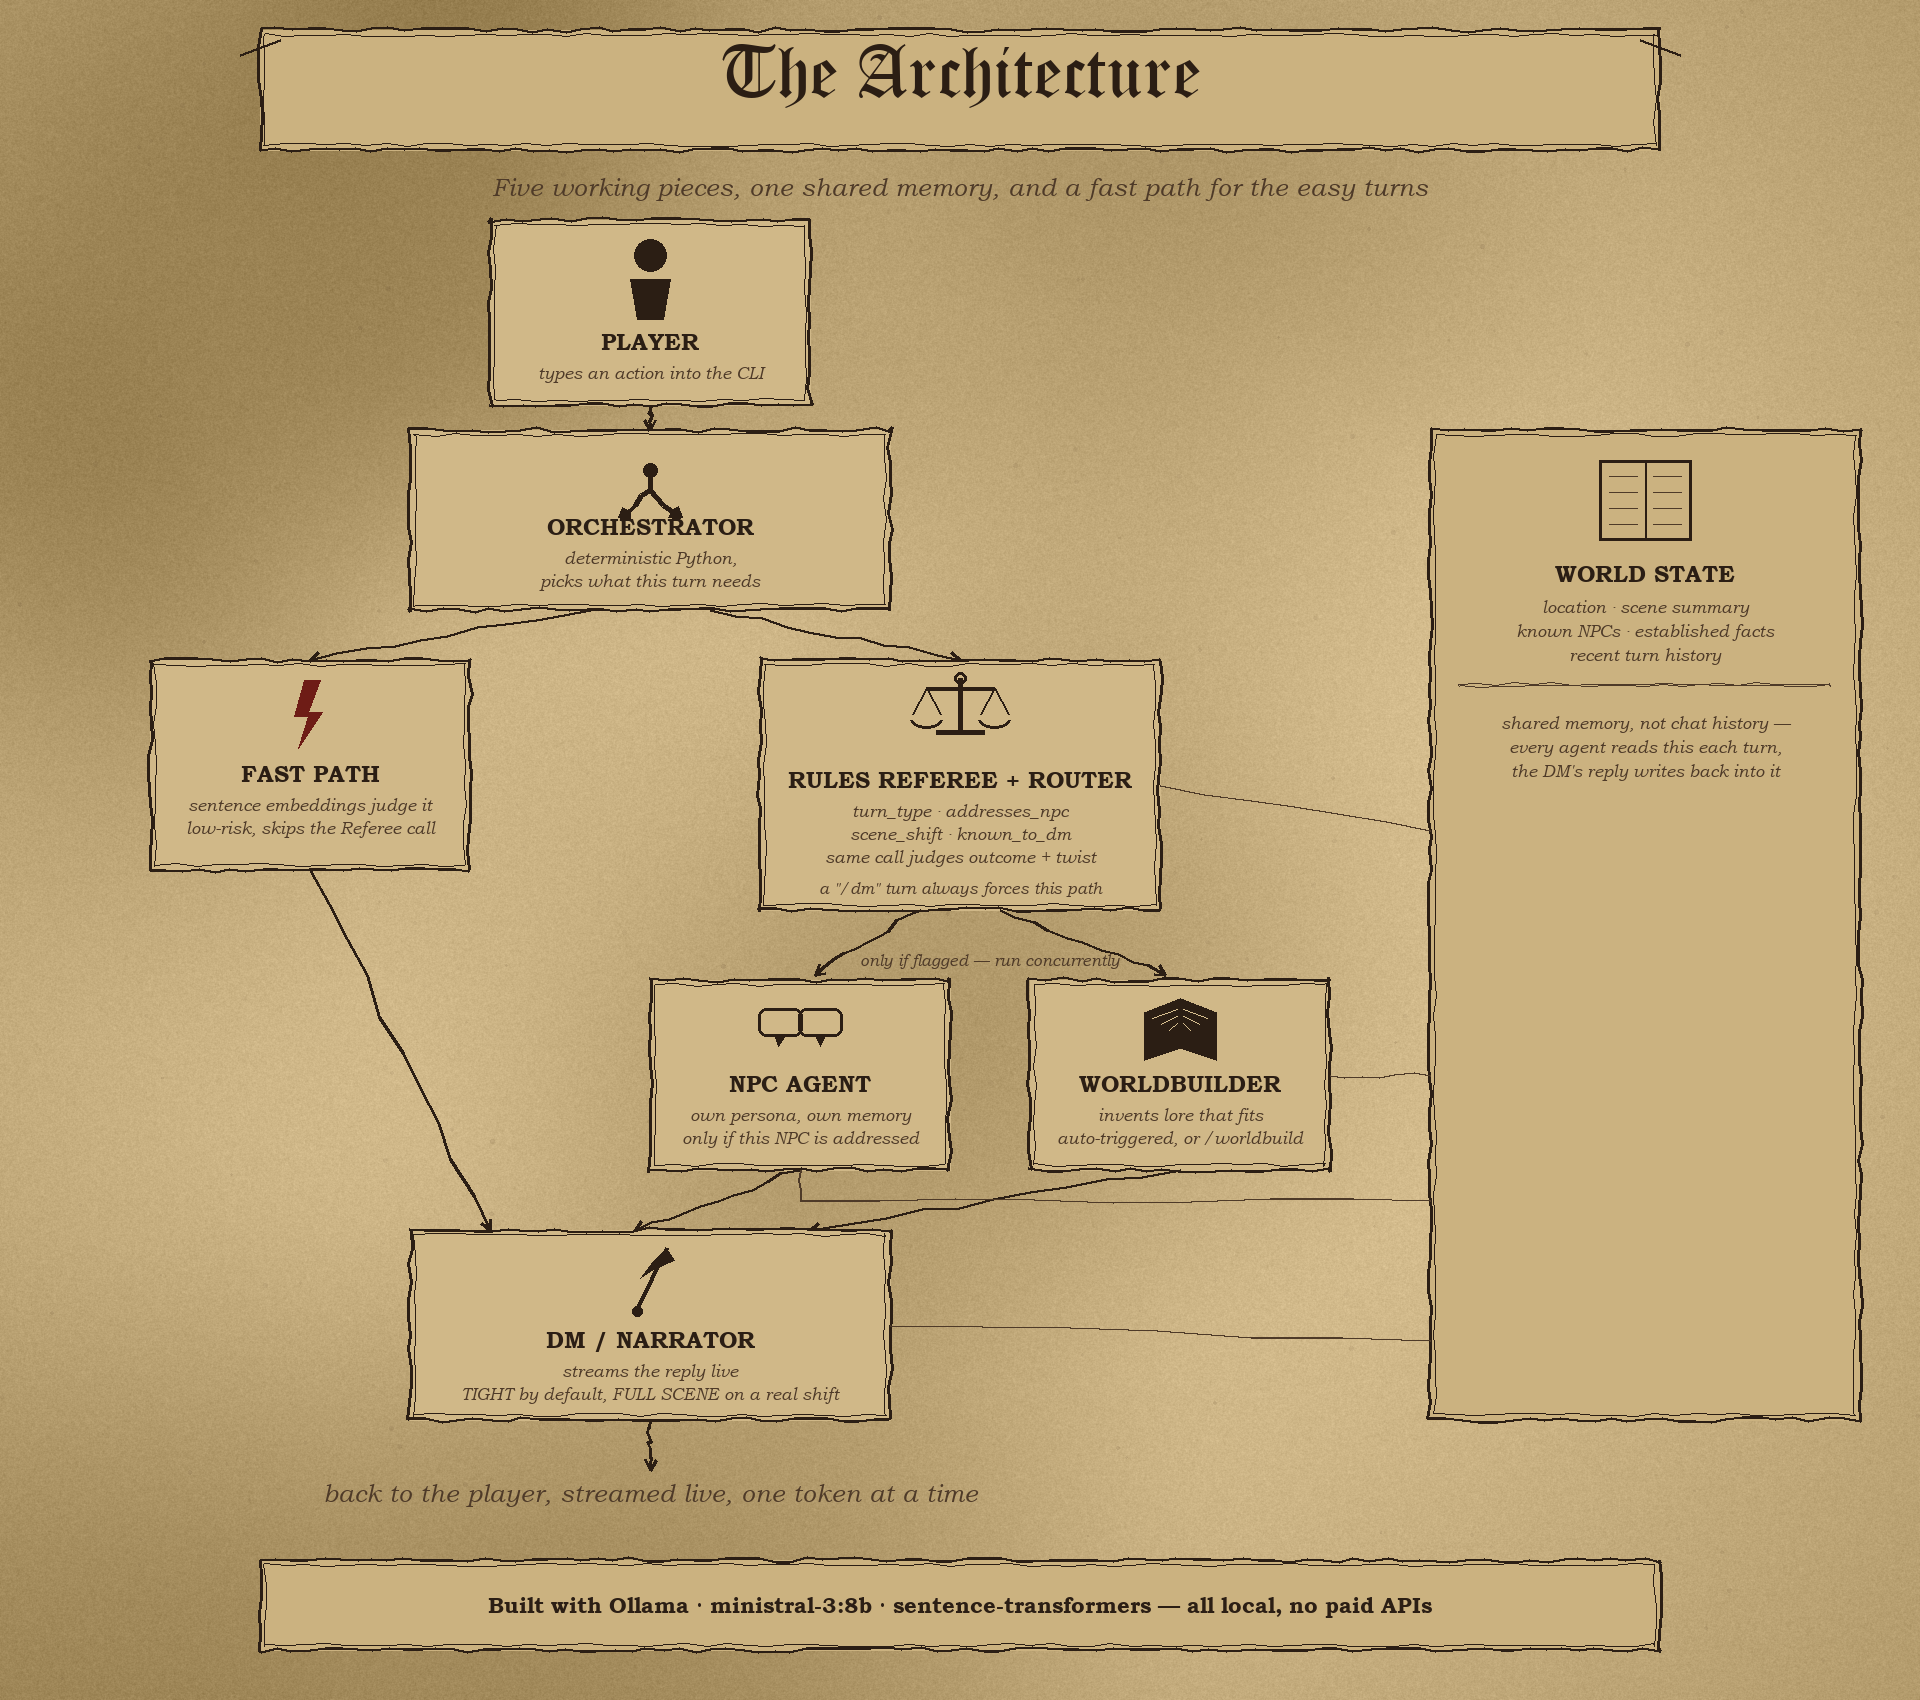 The Architecture
Five working pieces, one shared memory, and a fast path for the easy turns
PLAYER
types an action into the CLI
ORCHESTRATOR
deterministic Python,
picks what this turn needs
WORLD STATE
location · scene summary
known NPCs · established facts
recent turn history
shared memory, not chat history —
every agent reads this each turn,
the DM's reply writes back into it
FAST PATH
sentence embeddings judge it
low-risk, skips the Referee call
RULES REFEREE + ROUTER
turn_type · addresses_npc
scene_shift · known_to_dm
same call judges outcome + twist
a "/dm" turn always forces this path
only if flagged — run concurrently
NPC AGENT
own persona, own memory
only if this NPC is addressed
WORLDBUILDER
invents lore that fits
auto-triggered, or /worldbuild
DM / NARRATOR
streams the reply live
TIGHT by default, FULL SCENE on a real shift
back to the player, streamed live, one token at a time
Built with Ollama · ministral-3:8b · sentence-transformers — all local, no paid APIs